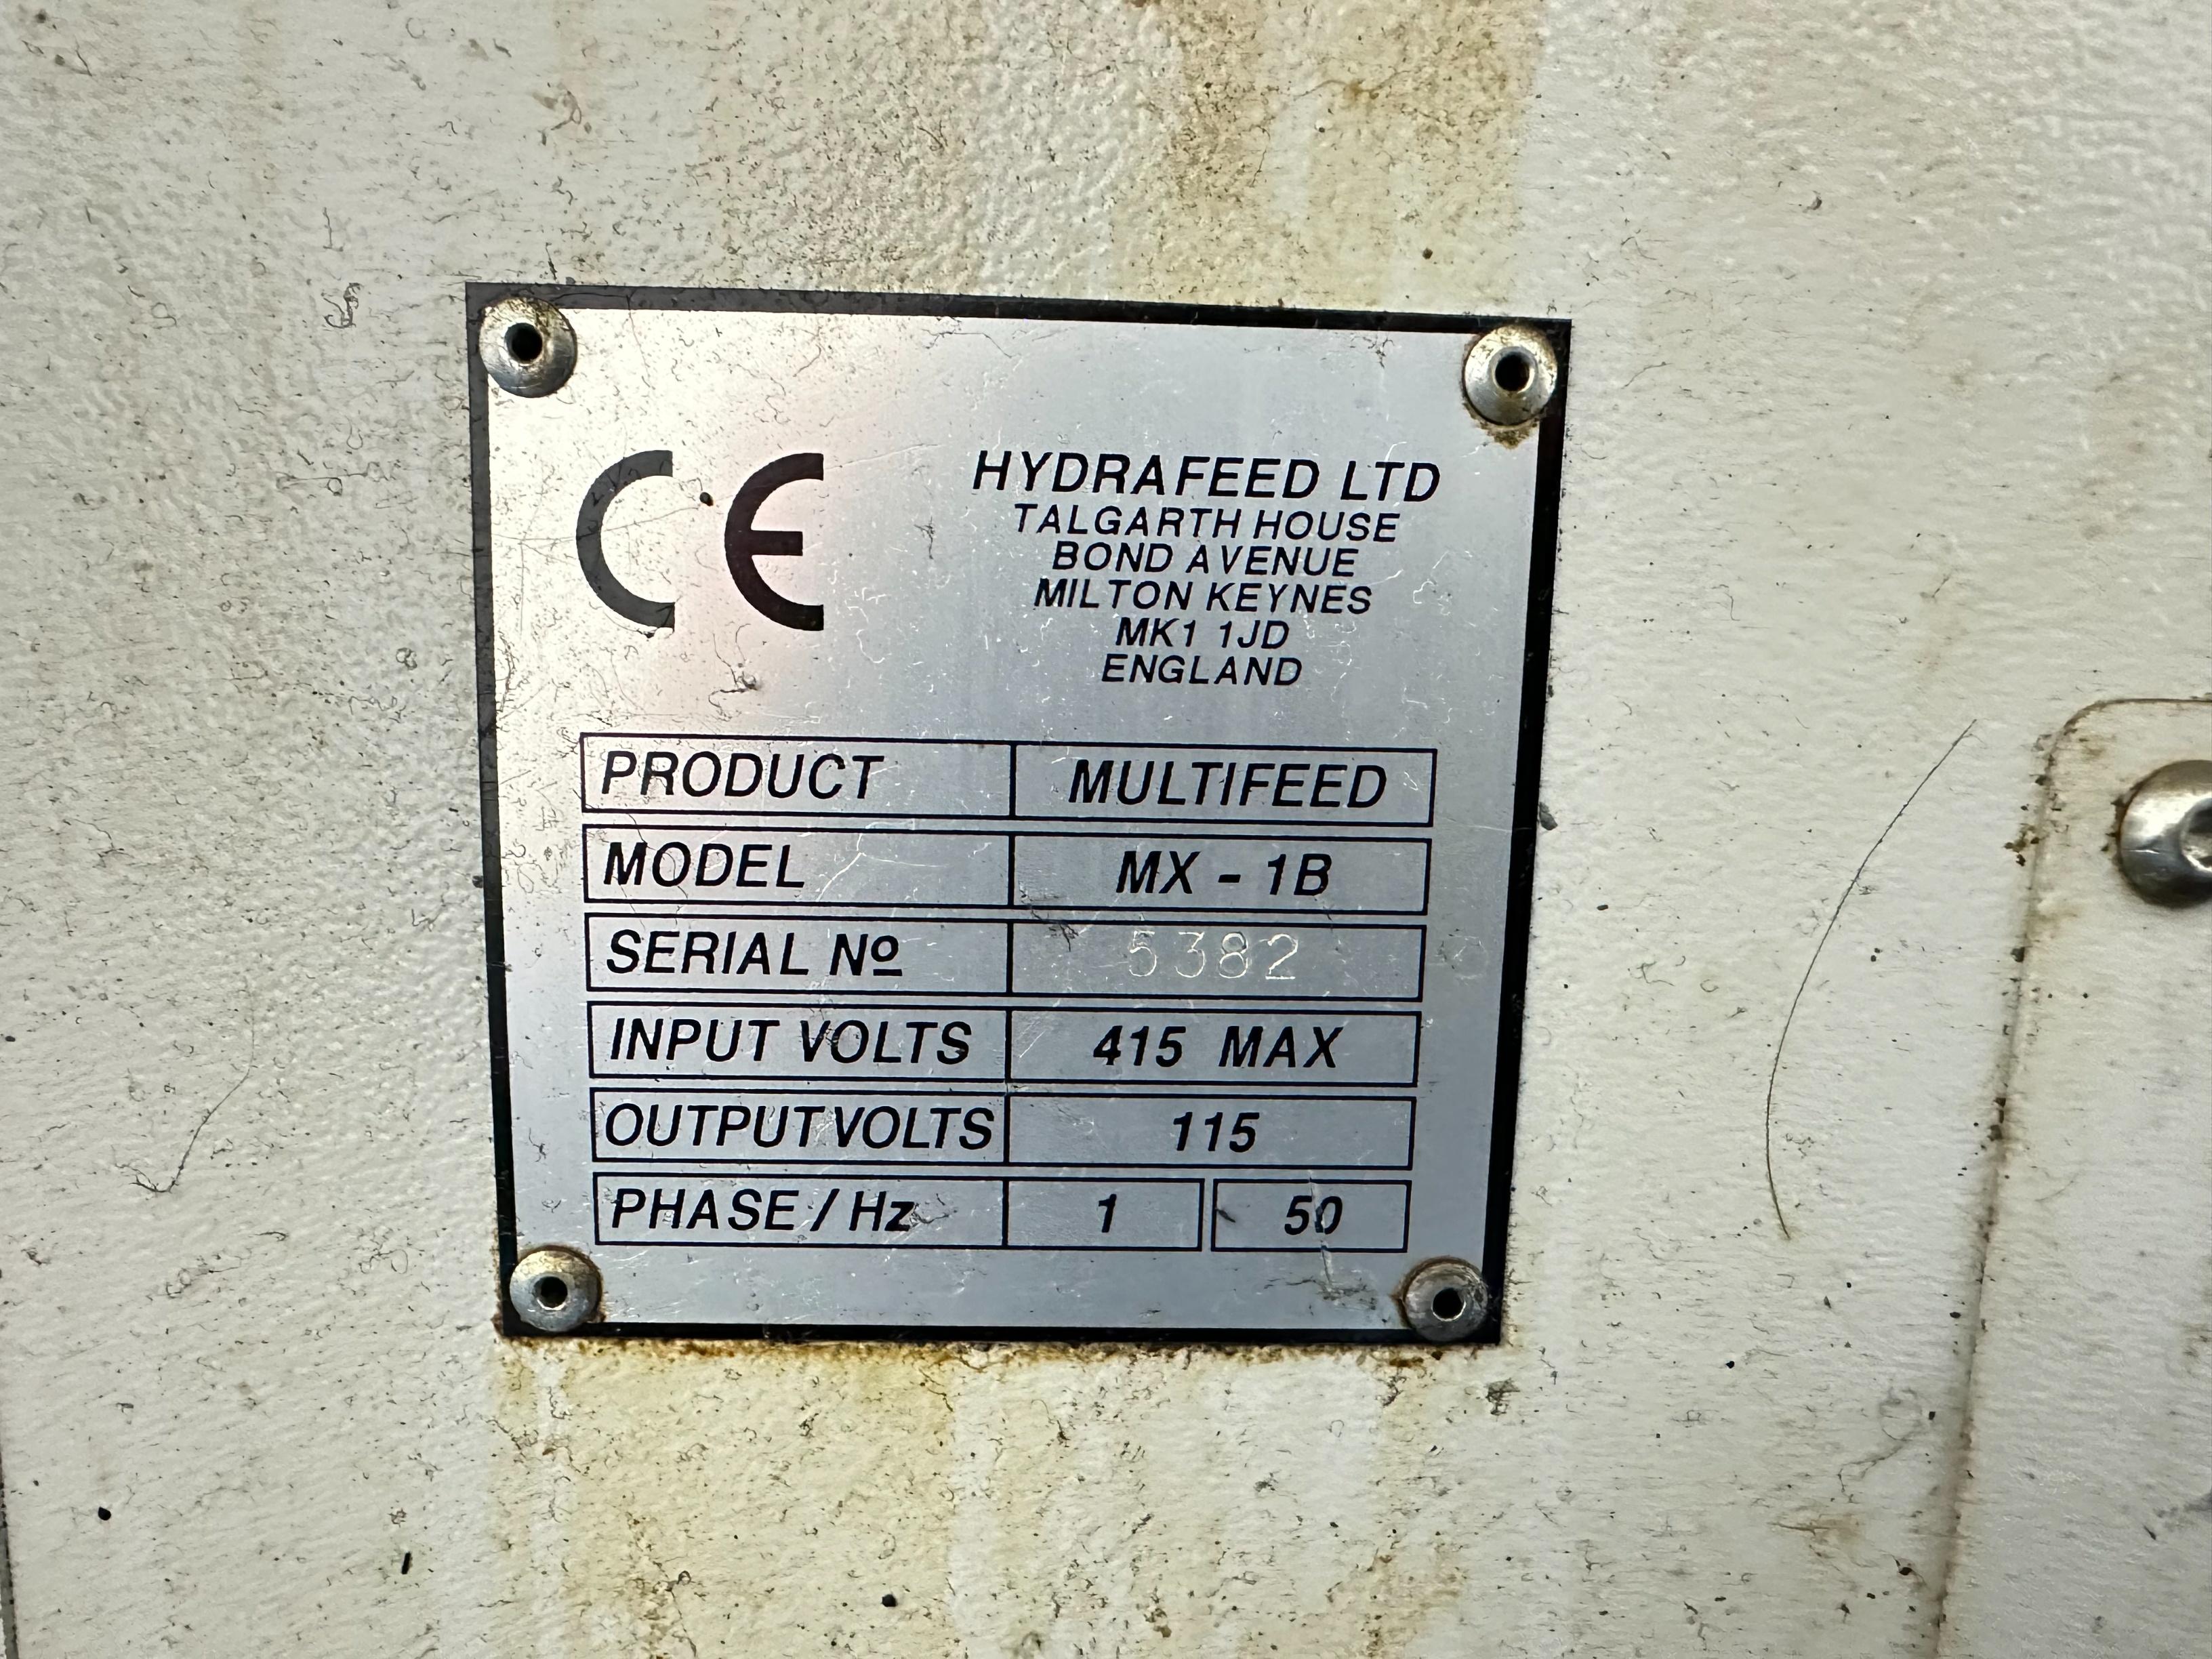 CE
HYDRAFEED LTD
TALGARTH HOUSE
BOND AVENUE
MILTON KEYNES
MK1 1JD
ENGLAND
PRODUCT MULTIFEED
MODEL MX - 1B
SERIAL Nº 5382
INPUT VOLTS 415 MAX
OUTPUT VOLTS 115
PHASE / Hz 1 50